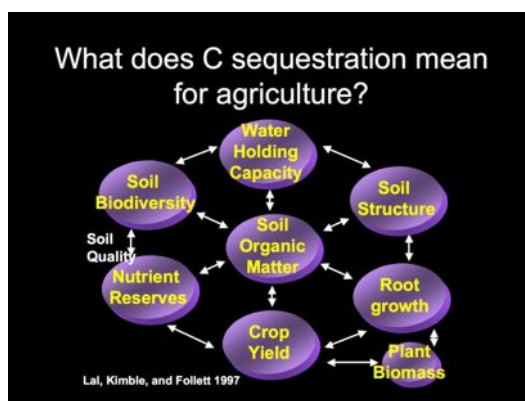 What does C sequestration mean
for agriculture?
Water
Holding
Capacity
Soil
Biodiversity
Soil
Structure
Soil
Organic
Matter
Soil
Quality
Nutrient
Reserves
Root
growth
Crop
Yield
Plant
Biomass
Lal, Kimble, and Follett 1997